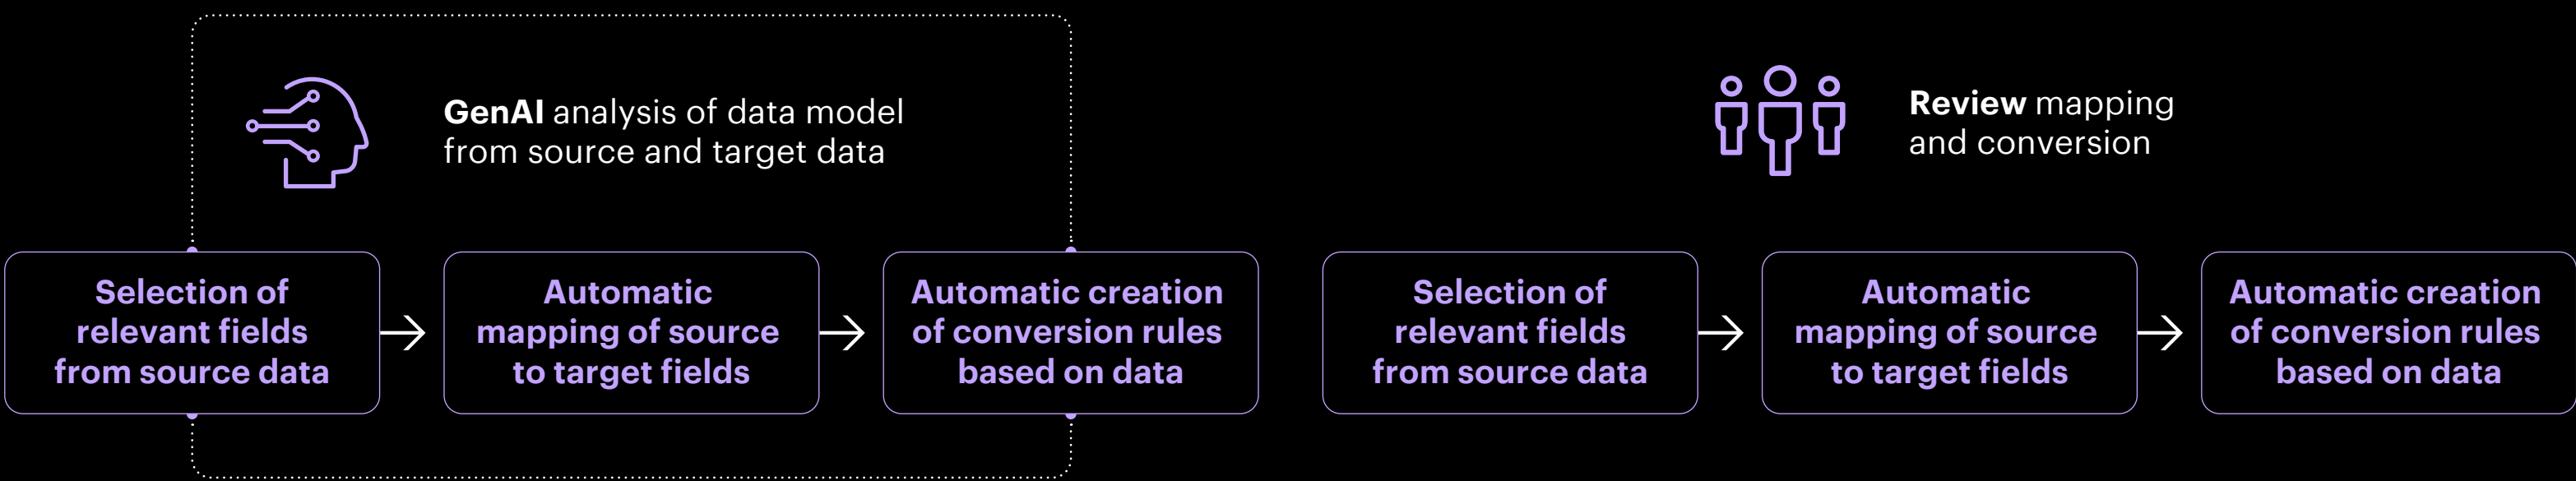 GenAI analysis of data model
from source and target data
Review mapping
and conversion
Selection of
relevant fields
from source data
Automatic
mapping of source
to target fields
Automatic creation
of conversion rules
based on data
Selection of
relevant fields
from source data
Automatic
mapping of source
to target fields
Automatic creation
of conversion rules
based on data